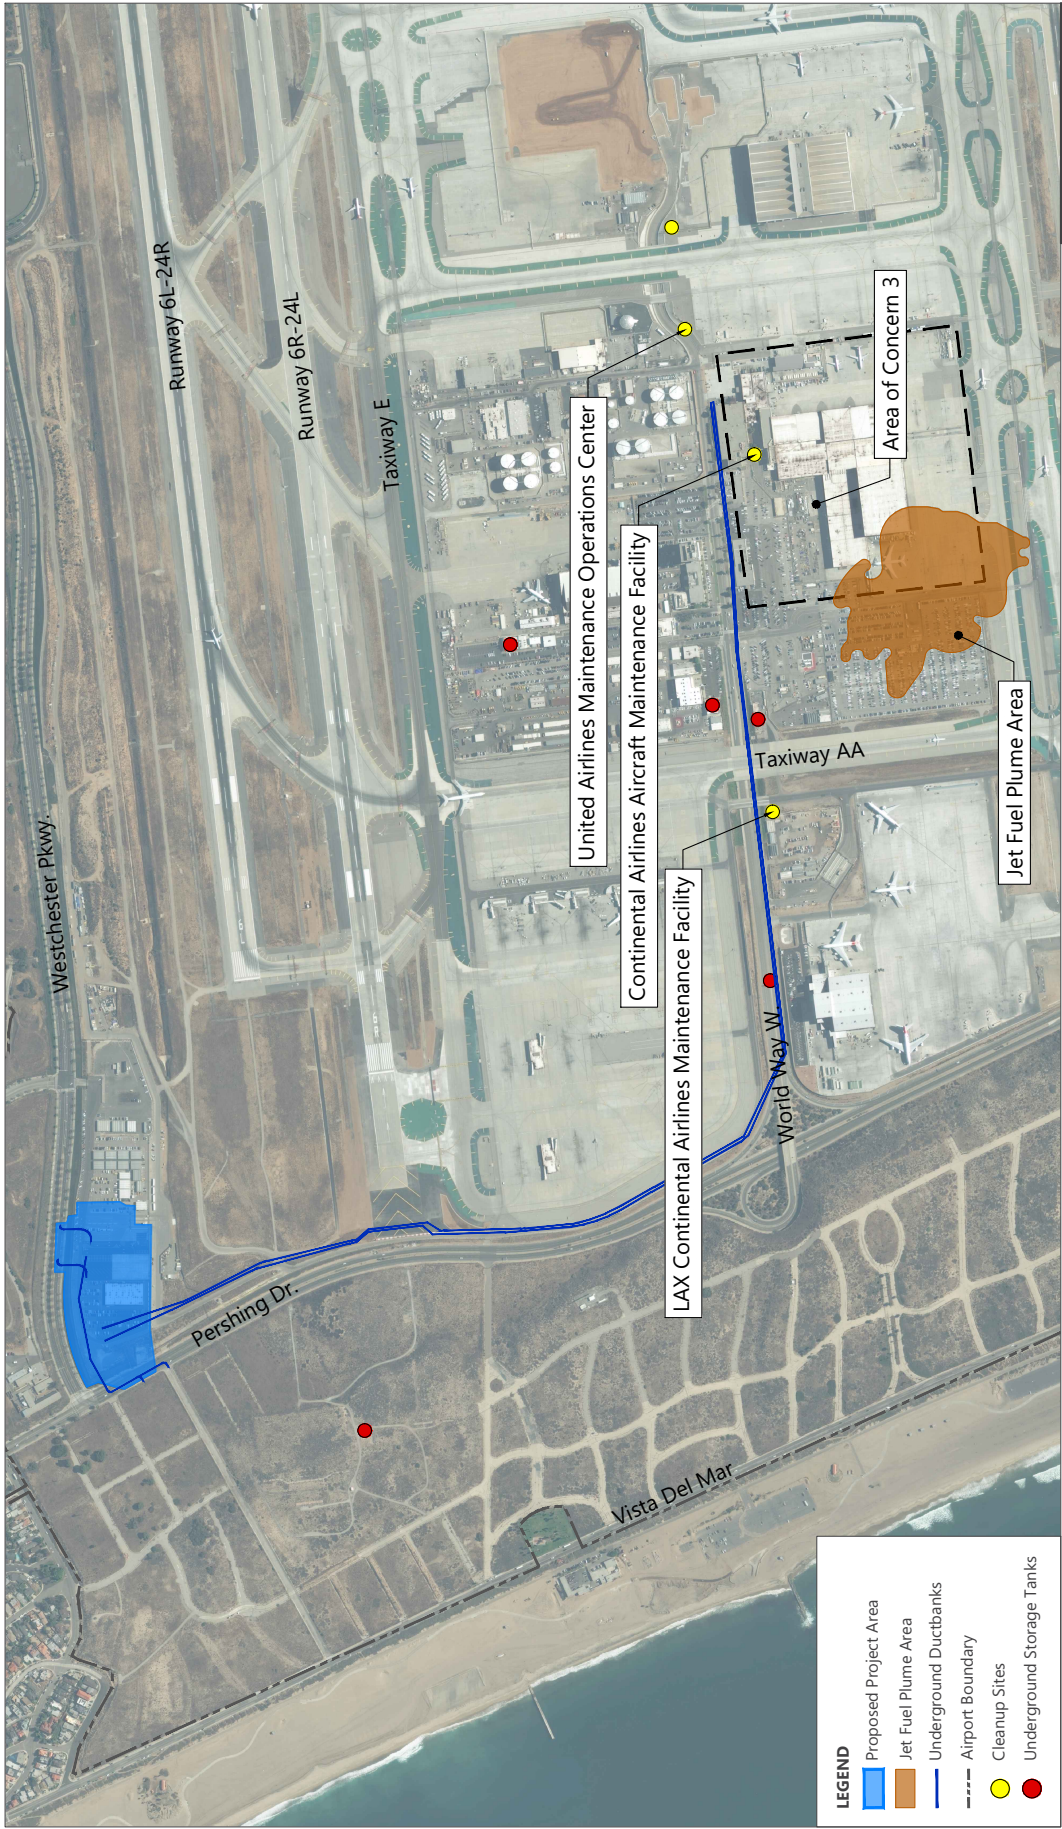 Westchester Pkwy.
Runway 6L-24R
Runway 6R-24L
Taxiway E
Pershing Dr.
United Airlines Maintenance Operations Center
Continental Airlines Aircraft Maintenance Facility
LAX Continental Airlines Maintenance Facility
Area of Concern 3
Taxiway AA
World Way W.
Jet Fuel Plume Area
Vista Del Mar
LEGEND
Proposed Project Area
Jet Fuel Plume Area
Underground Ductbanks
Airport Boundary
Cleanup Sites
Underground Storage Tanks